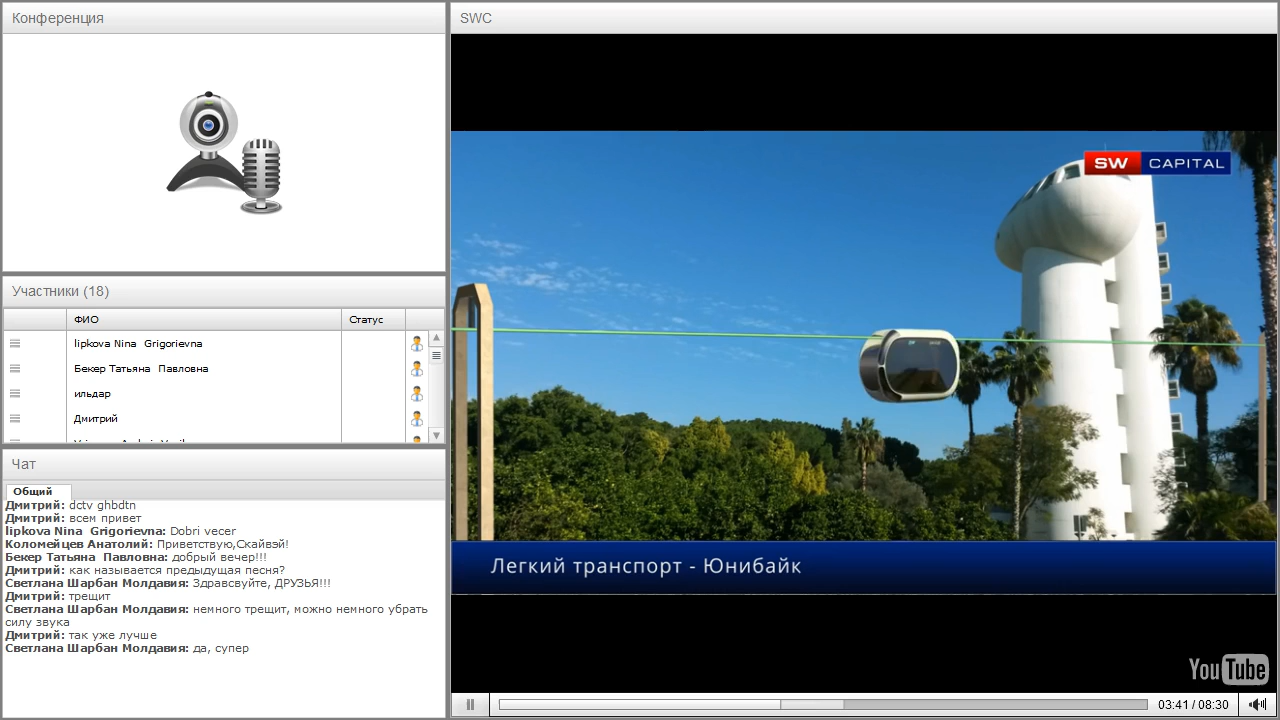 Конференция
SWC
SW CAPITAL
Участники (18)
ФИО
Статус
lipkova Nina Grigorievna
Бекер Татьяна Павловна
ильдар
Дмитрий
Чат
Общий
Дмитрий: dctv ghbdtn
Дмитрий: всем привет
lipkova Nina Grigorievna: Dobri vecer
Коломейцев Анатолий: Приветствую,Скайвэй!
Бекер Татьяна Павловна: добрый вечер!!!
Дмитрий: как называется предыдущая песня?
Светлана Шарбан Молдавия: Здравсвуйте, ДРУЗЬЯ!!!
Дмитрий: трещит
Светлана Шарбан Молдавия: немного трещит, можно немного убрать
силу звука
Дмитрий: так уже лучше
Светлана Шарбан Молдавия: да, супер
Легкий транспорт - Юнибайк
YouTube
03:41 / 08:30